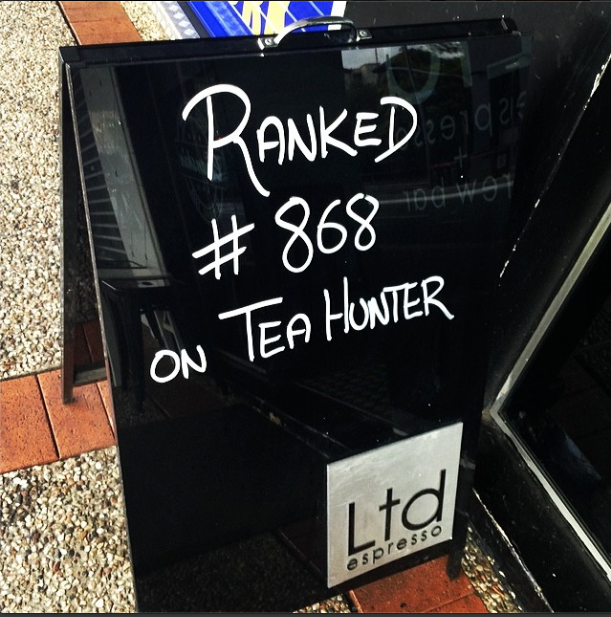 RANKED
# 868
ON TEA HUNTER
Ltd
espresso